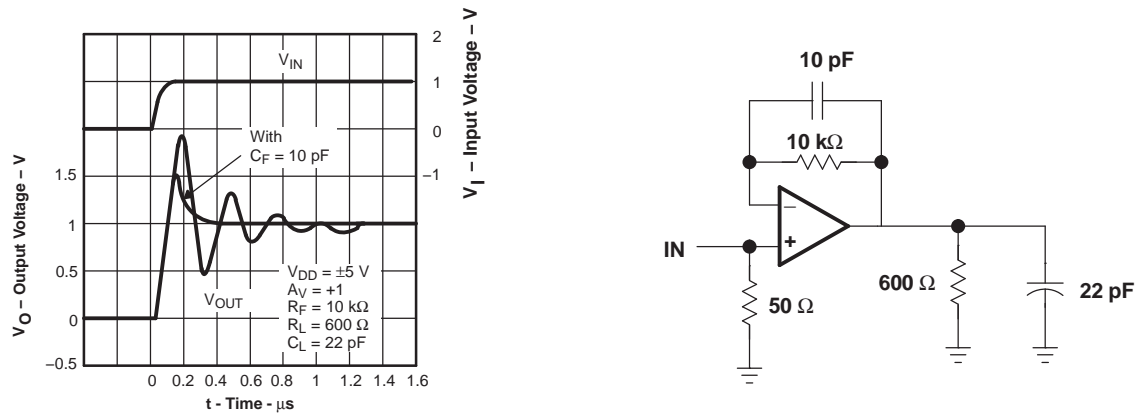 2
V_IN
1
0
−1
V_I – Input Voltage – V
With
C_F = 10 pF
1.5
1
0.5
0
−0.5
V_O – Output Voltage – V
V_OUT
V_DD = ±5 V
A_V = +1
R_F = 10 kΩ
R_L = 600 Ω
C_L = 22 pF
0 0.2 0.4 0.6 0.8 1 1.2 1.4 1.6
t - Time - μs
10 pF
10 kΩ
−
+
IN
50 Ω
600 Ω
22 pF